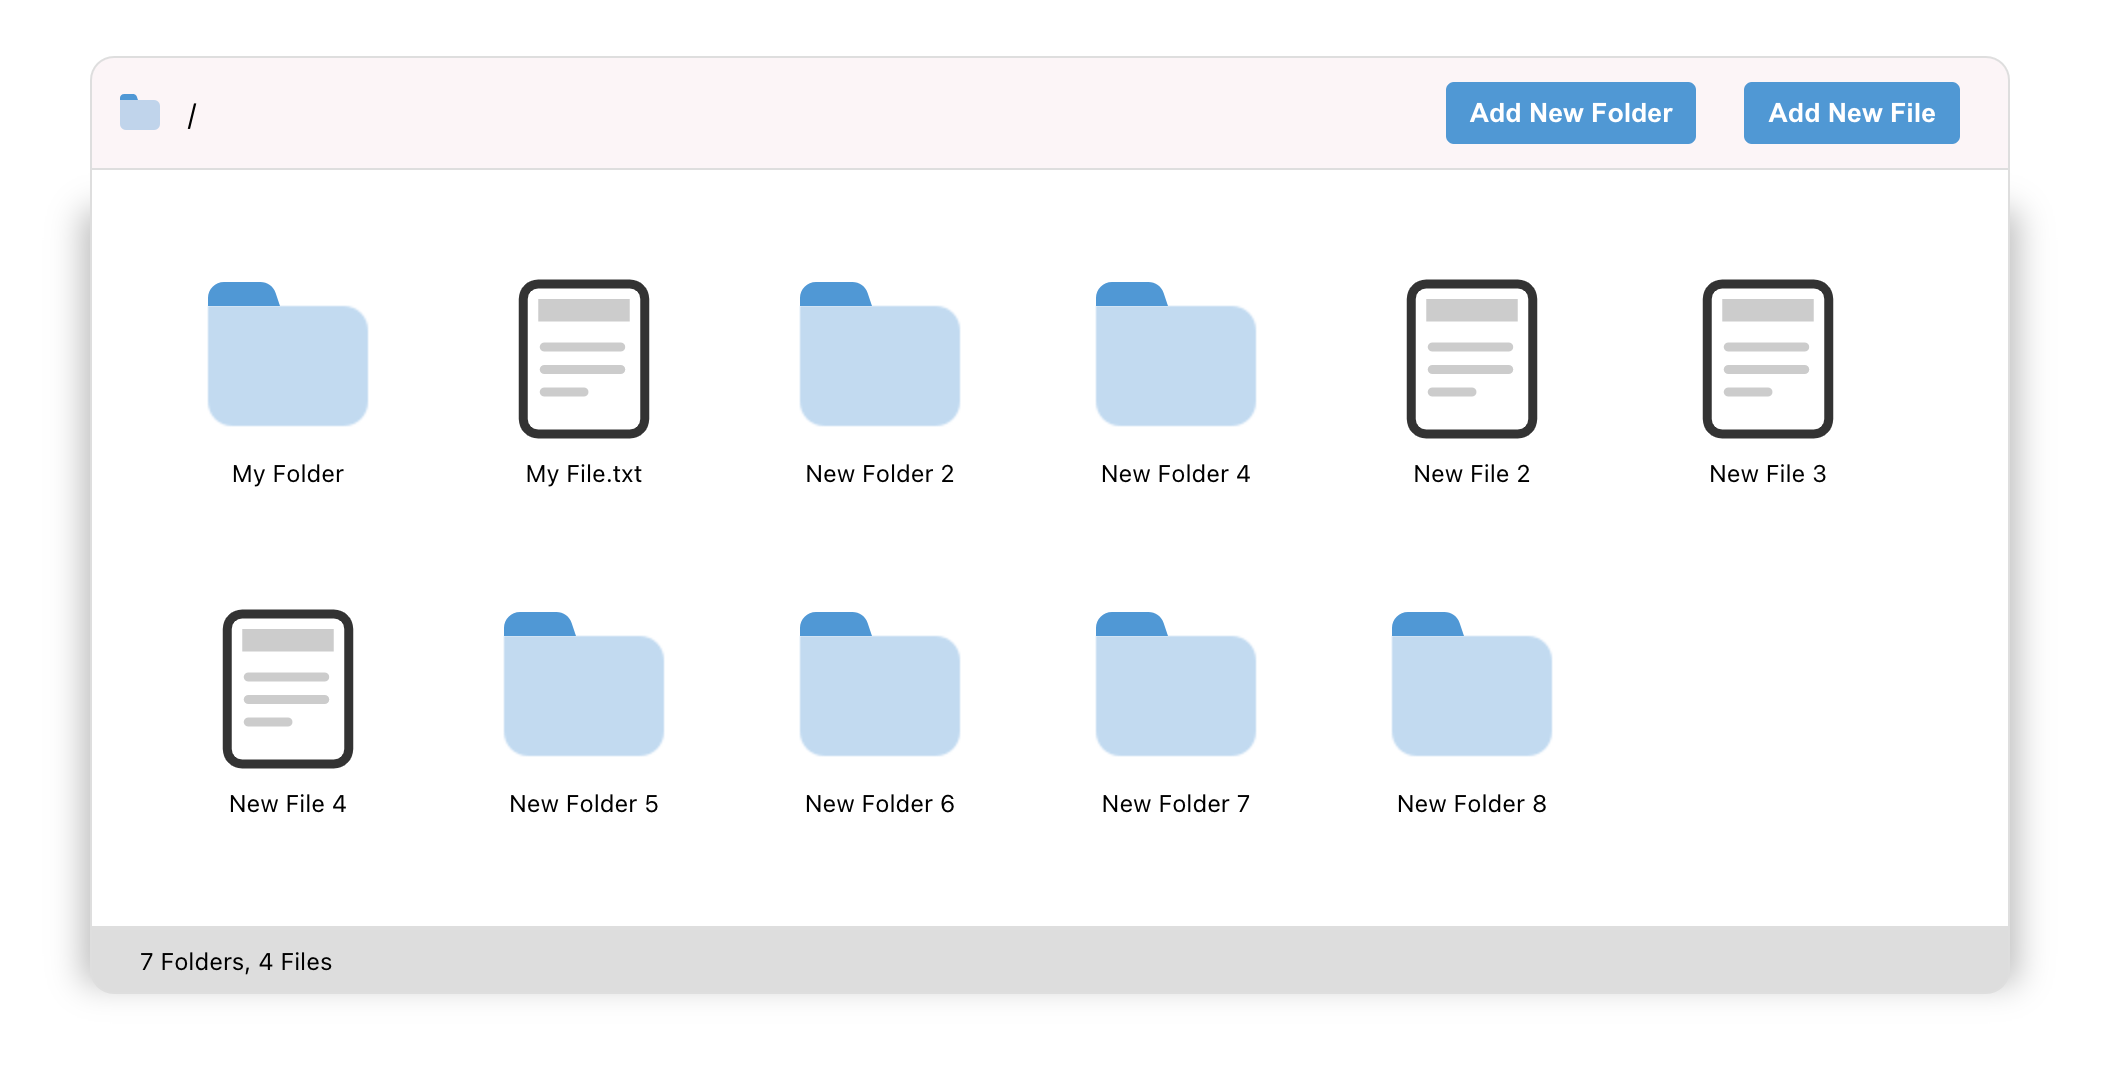 /
Add New Folder
Add New File
My Folder
My File.txt
New Folder 2
New Folder 4
New File 2
New File 3
New File 4
New Folder 5
New Folder 6
New Folder 7
New Folder 8
7 Folders, 4 Files